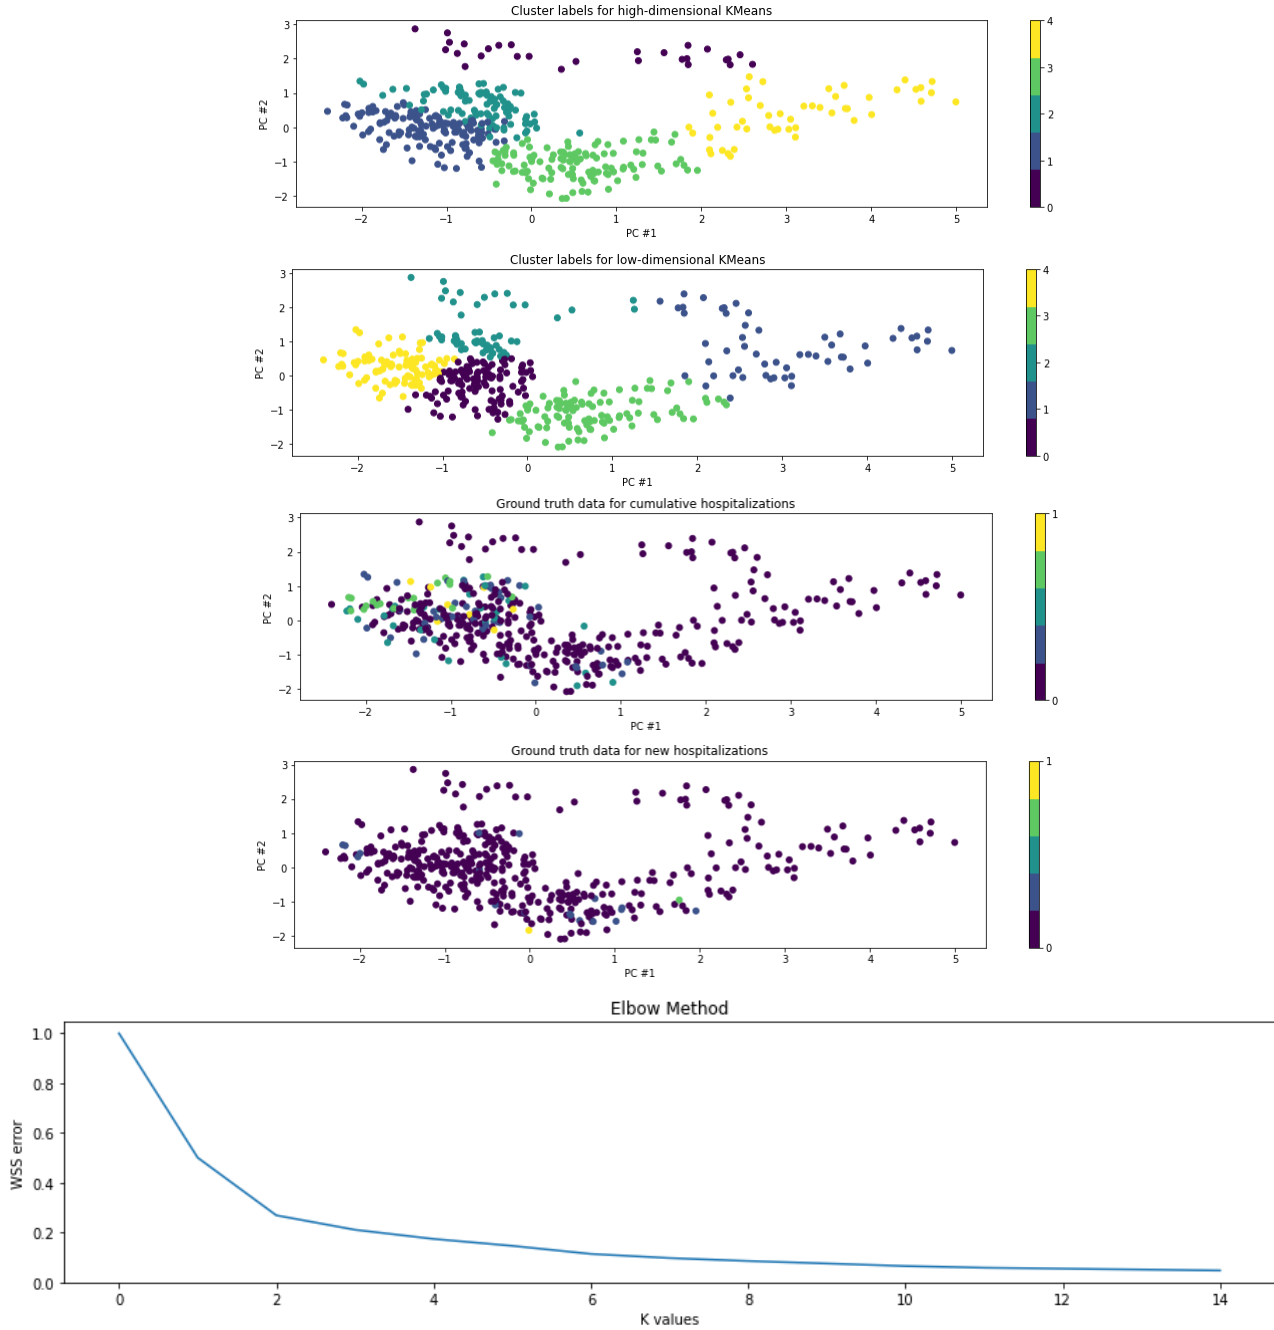 Cluster labels for high-dimensional KMeans
3
2
1
0
−1
−2
PC #2
−2 −1 0 1 2 3 4 5
PC #1
4
3
2
1
0
Cluster labels for low-dimensional KMeans
3
2
1
0
−1
−2
PC #2
−2 −1 0 1 2 3 4 5
PC #1
4
3
2
1
0
Ground truth data for cumulative hospitalizations
3
2
1
0
−1
−2
PC #2
−2 −1 0 1 2 3 4 5
PC #1
1
0
Ground truth data for new hospitalizations
3
2
1
0
−1
−2
PC #2
−2 −1 0 1 2 3 4 5
PC #1
1
0
Elbow Method
1.0
0.8
0.6
0.4
0.2
0.0
WSS error
0 2 4 6 8 10 12 14
K values